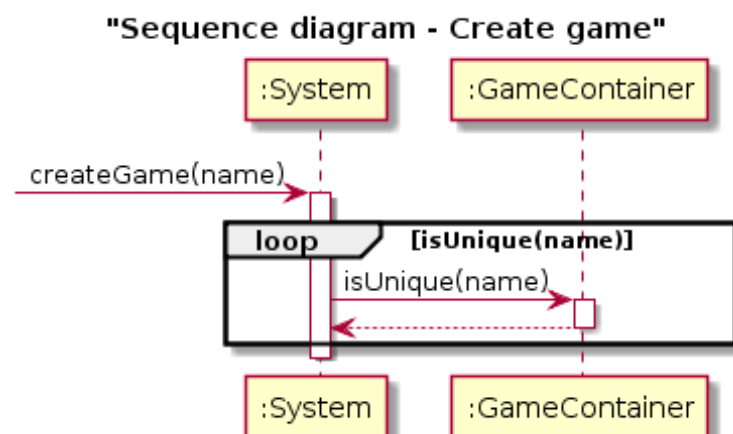 "Sequence diagram - Create game"
:System :GameContainer
createGame(name)
loop [isUnique(name)]
isUnique(name)
:System :GameContainer